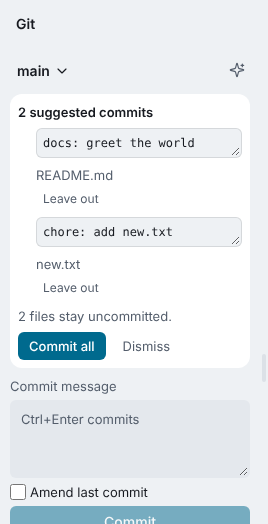 Git
main
2 suggested commits
docs: greet the world
README.md
Leave out
chore: add new.txt
new.txt
Leave out
2 files stay uncommitted.
Commit all Dismiss
Commit message
Ctrl+Enter commits
Amend last commit
Commit